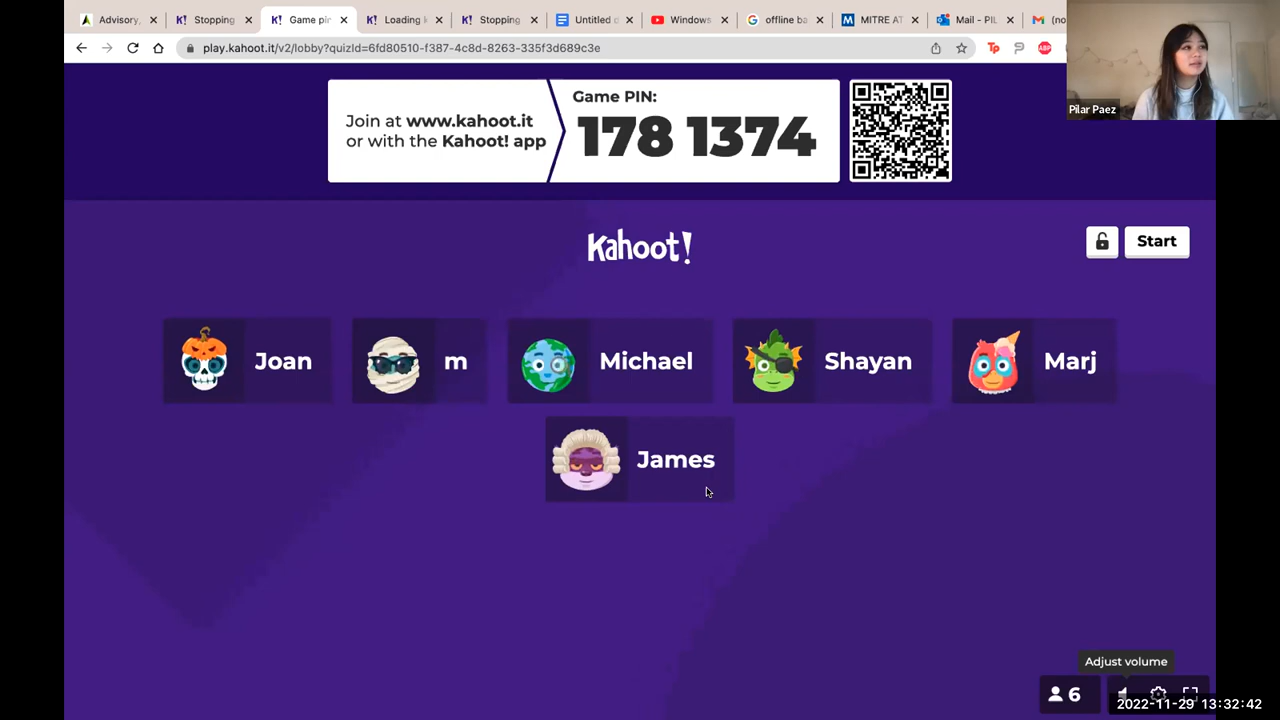 Advisory,
Stopping
Game pin
Loading k
Stopping
Untitled d
Windows
offline ba
MITRE AT
Mail - PIL
(no
play.kahoot.it/v2/lobby?quizId=6fd80510-f387-4c8d-8263-335f3d689c3e
Pilar Paez
Join at www.kahoot.it
or with the Kahoot! app
Game PIN:
178 1374
Kahoot!
Start
Joan
m
Michael
Shayan
Marj
James
Adjust volume
6
2022-11-29 13:32:42